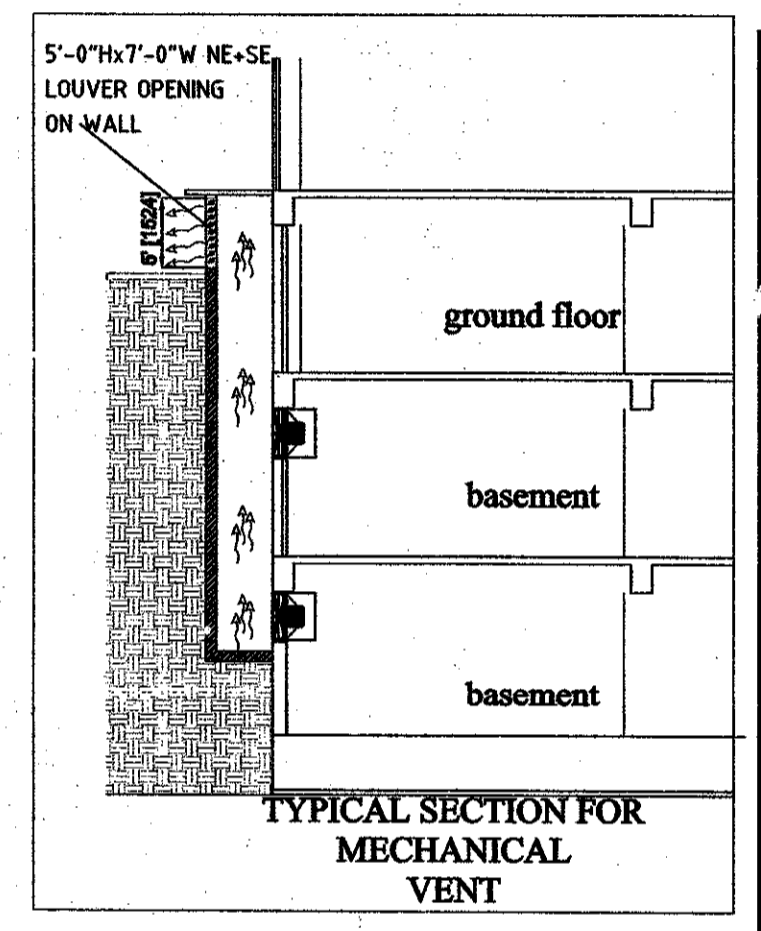 5'-0"Hx7'-0"W NE+SE
LOUVER OPENING
ON WALL
5' [1524]
ground floor
basement
basement
TYPICAL SECTION FOR
MECHANICAL
VENT